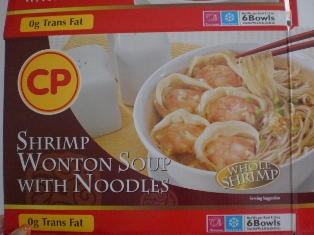 0g Trans Fat
6Bowls
CP
SHRIMP
WONTON SOUP
WITH NOODLES
WHOLE
SHRIMP
Serving Suggestion
0g Trans Fat
6Bowls